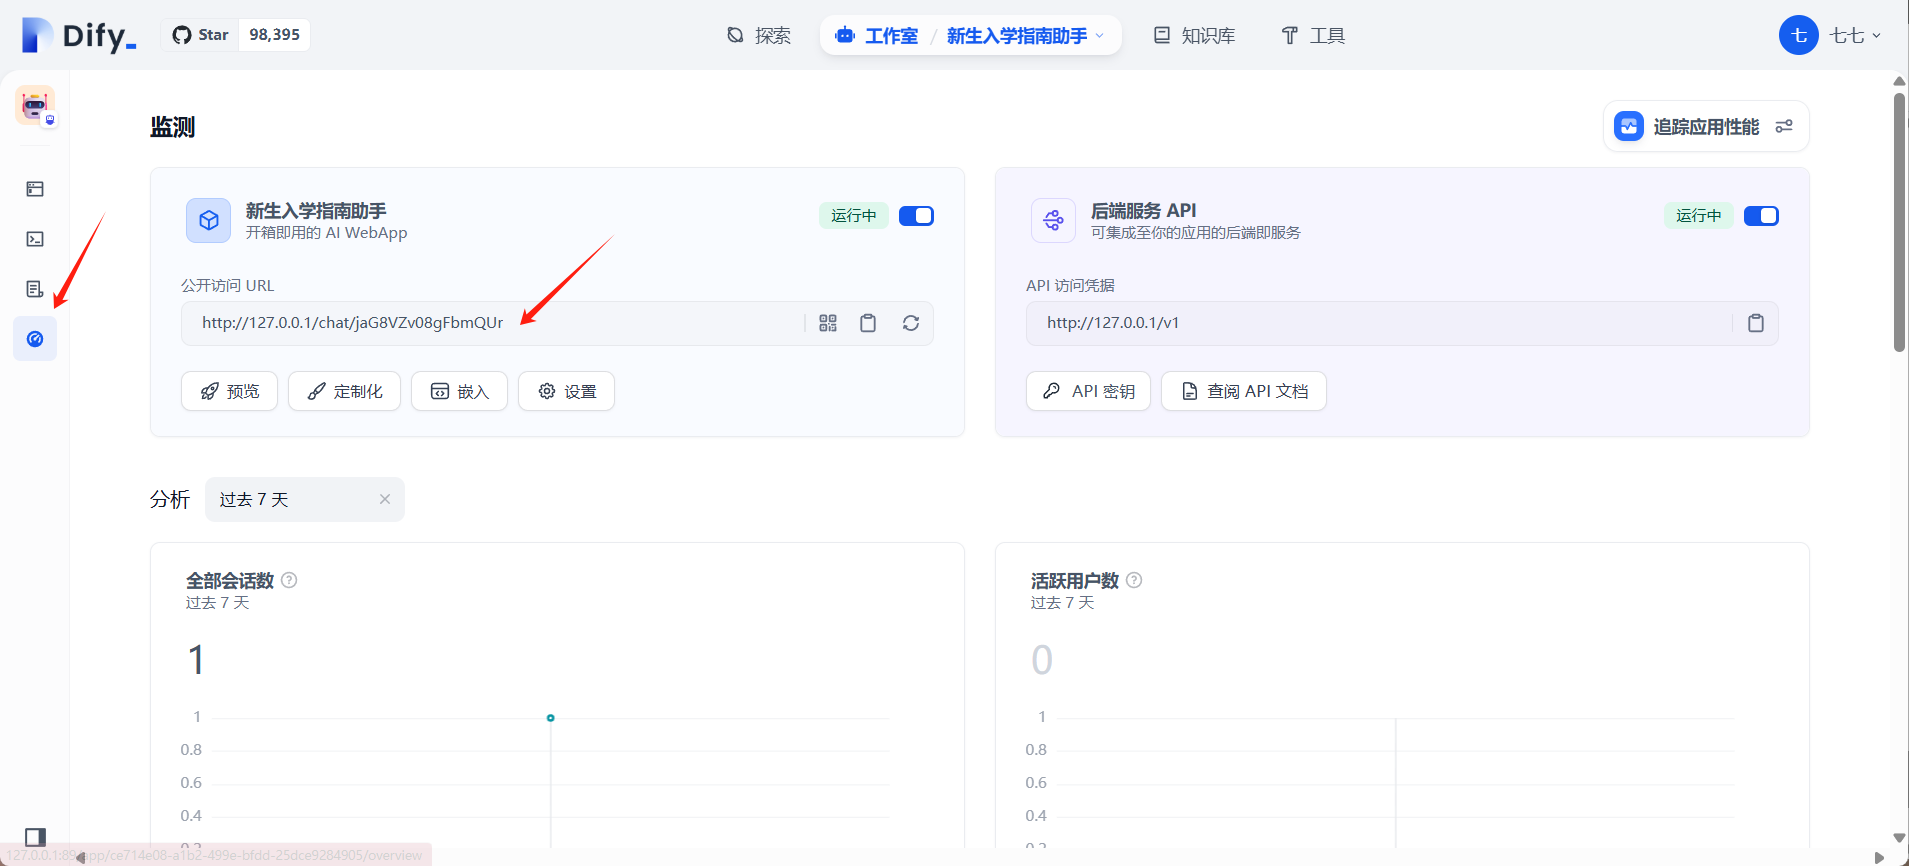 Dify_
Star 98,395
探索
工作室 / 新生入学指南助手
知识库
工具
七 七七
监测
追踪应用性能
新生入学指南助手
开箱即用的 AI WebApp
运行中
公开访问 URL
http://127.0.0.1/chat/jaG8VZv08gFbmQUr
预览
定制化
嵌入
设置
后端服务 API
可集成至你的应用的后端即服务
运行中
API 访问凭据
http://127.0.0.1/v1
API 密钥
查阅 API 文档
分析
过去 7 天
全部会话数
过去 7 天
1
1
0.8
0.6
0.4
0.2
活跃用户数
过去 7 天
0
1
0.8
0.6
0.4
0.2
127.0.0.1:89/app/ce714e08-a1b2-499e-bfdd-25dce9284905/overview